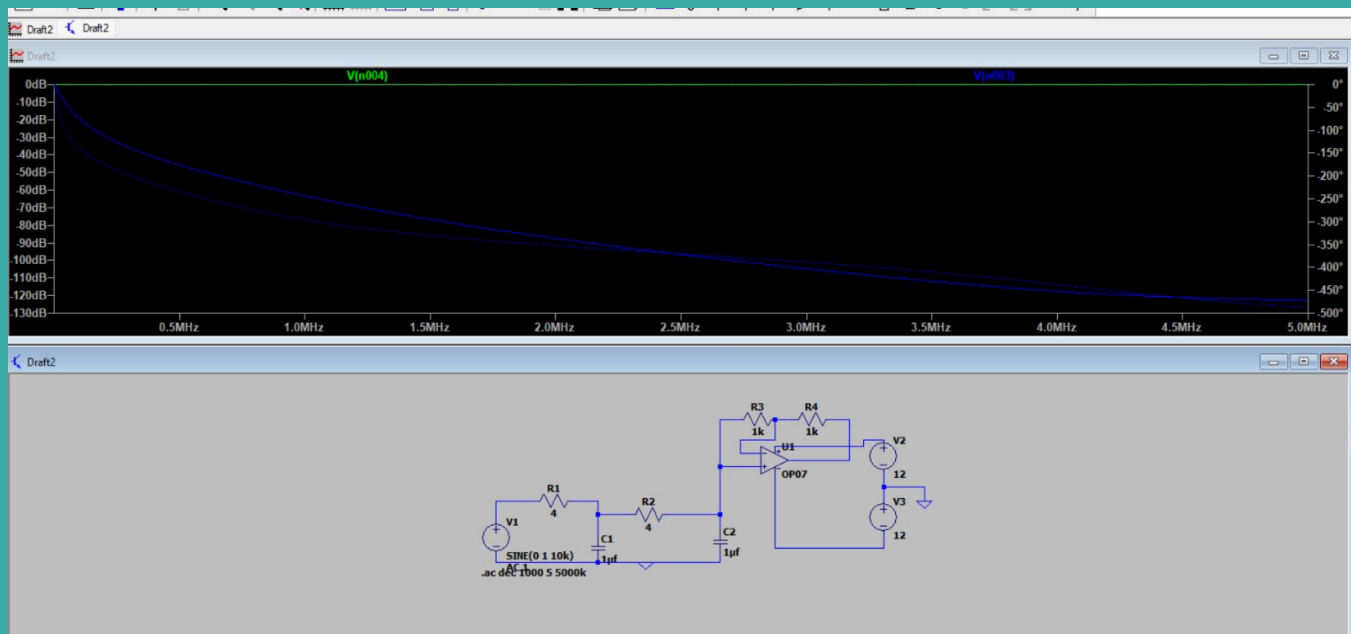 Draft2 Draft2
Draft2
V(n004) V(n003)
0dB 0°
-10dB -50°
-20dB -100°
-30dB -150°
-40dB -200°
-50dB -250°
-60dB -300°
-70dB -350°
-80dB -400°
-90dB -450°
-100dB -500°
-110dB
-120dB
-130dB
0.5MHz 1.0MHz 1.5MHz 2.0MHz 2.5MHz 3.0MHz 3.5MHz 4.0MHz 4.5MHz 5.0MHz
Draft2
R3 R4
1k 1k
U1 V2
OP07 12
R1 R2 V3
4 4 12
V1 C1 C2
SINE(0 1 10k) 1µf 1µf
AC 1
.ac dec 1000 5 5000k